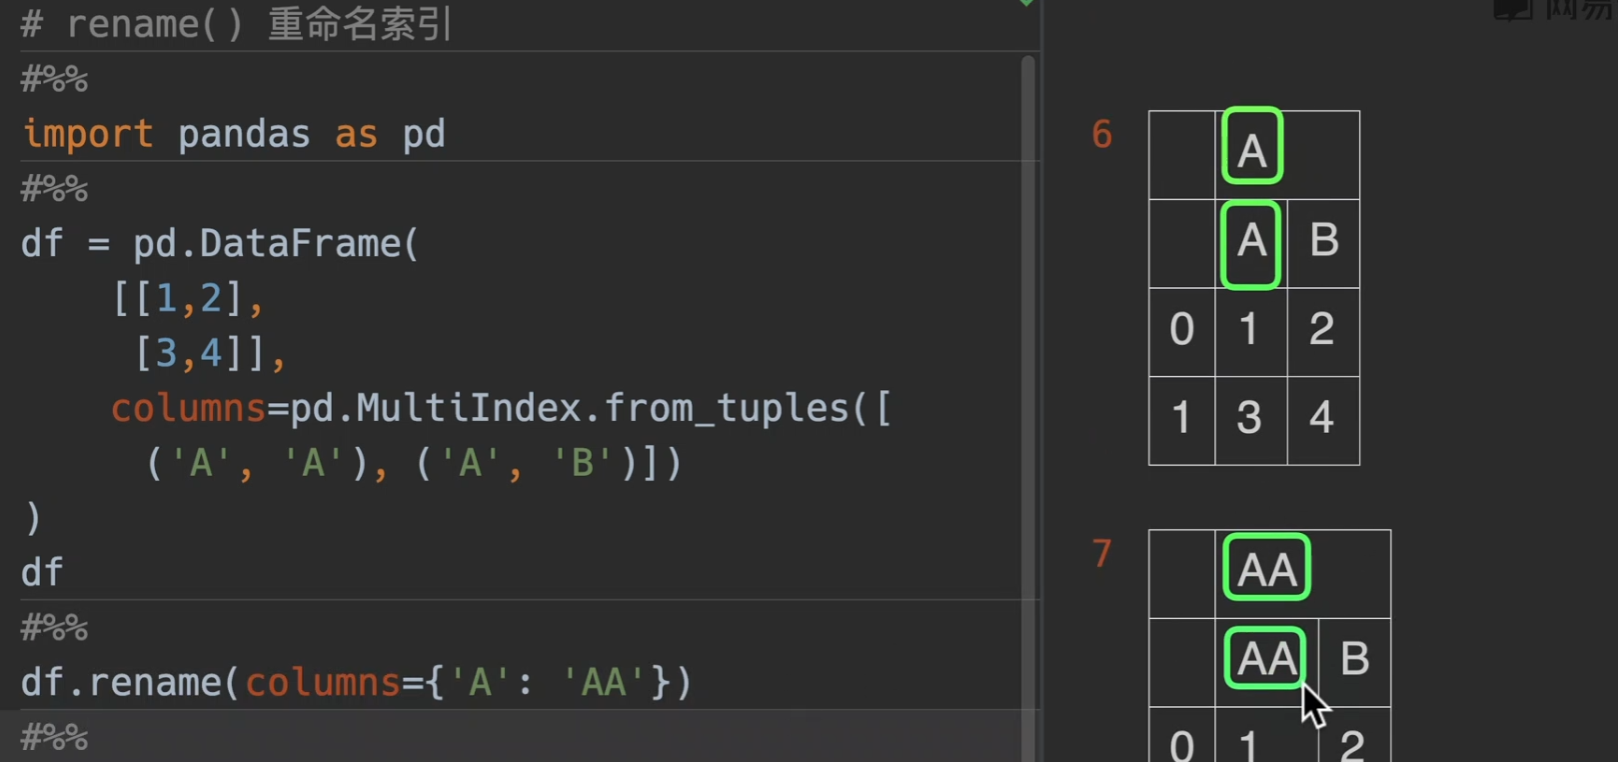 # rename() 重命名索引
#%%
import pandas as pd
#%%
df = pd.DataFrame(
[[1,2],
[3,4]],
columns=pd.MultiIndex.from_tuples([
('A', 'A'), ('A', 'B')])
)
df
#%%
df.rename(columns={'A': 'AA'})
#%%
网易
6
A
A B
0 1 2
1 3 4
7
AA
AA B
0 1 2